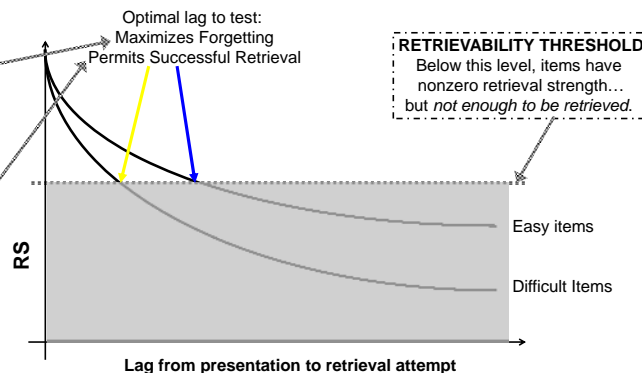 Optimal lag to test:
Maximizes Forgetting
Permits Successful Retrieval
RETRIEVABILITY THRESHOLD
Below this level, items have
nonzero retrieval strength…
but not enough to be retrieved.
RS
Easy items
Difficult Items
Lag from presentation to retrieval attempt